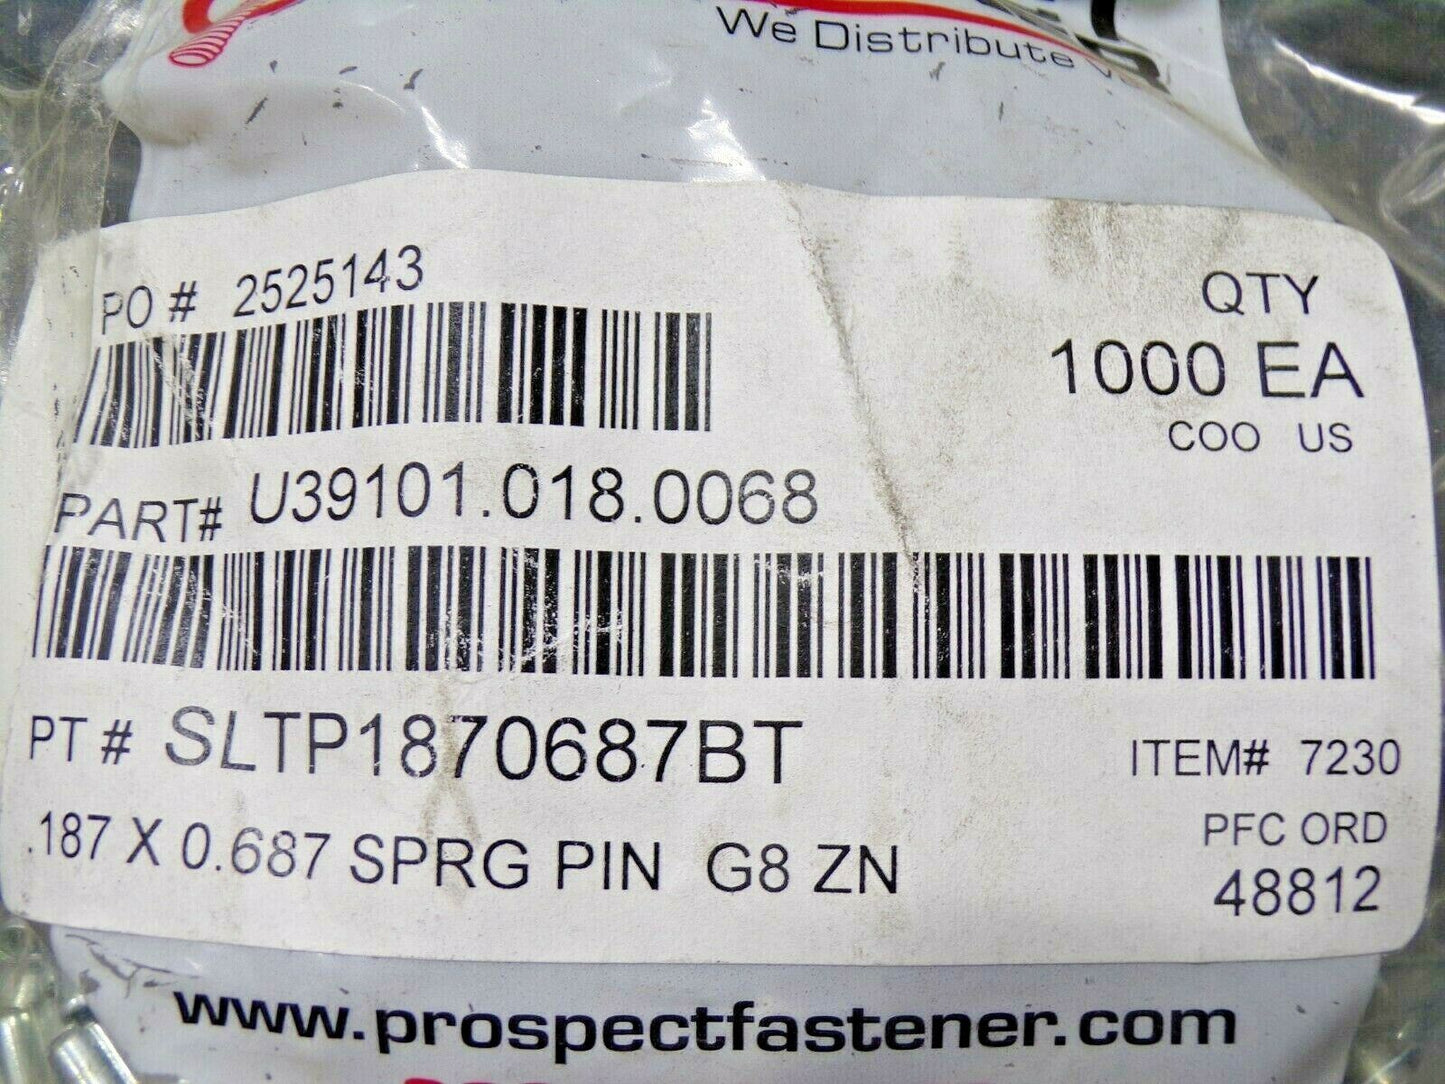 We Distribute
PO # 2525143
QTY
1000 EA
COO US
PART# U39101.018.0068
PT # SLTP1870687BT
ITEM# 7230
.187 X 0.687 SPRG PIN G8 ZN
PFC ORD
48812
www.prospectfastener.com